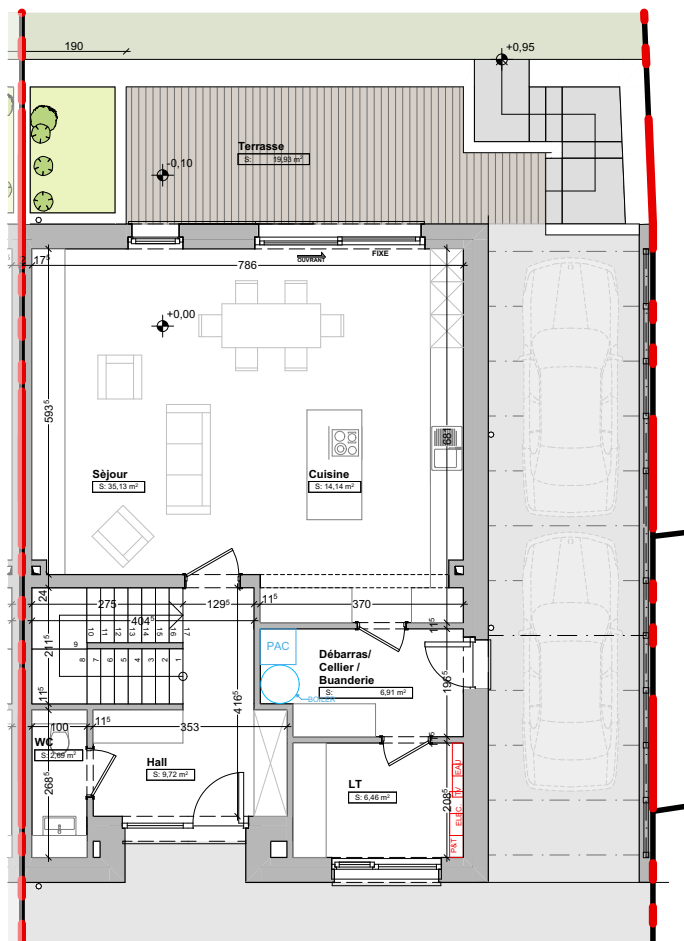 190
+0,95
Terrasse
S: 19,93 m²
-0,10
2 17⁵
786
OUVRANT
FIXE
+0,00
593⁵
681
Sèjour
S: 35,13 m²
Cuisine
S: 14,14 m²
24
275
129⁵
11⁵
370
404⁵
10 11 12 13 14 15 16 17
9
8 7 6 5 4 3 2 1
211⁵
11⁵
PAC
BOILER
Débarras/
Cellier /
Buanderie
S: 6,91 m²
11⁵
195⁵
416⁵
100
11⁵
353
WC
S: 2,69 m²
Hall
S: 9,72 m²
268⁵
LT
S: 6,46 m²
208⁵
EAU
TV
ELEC.
P&T